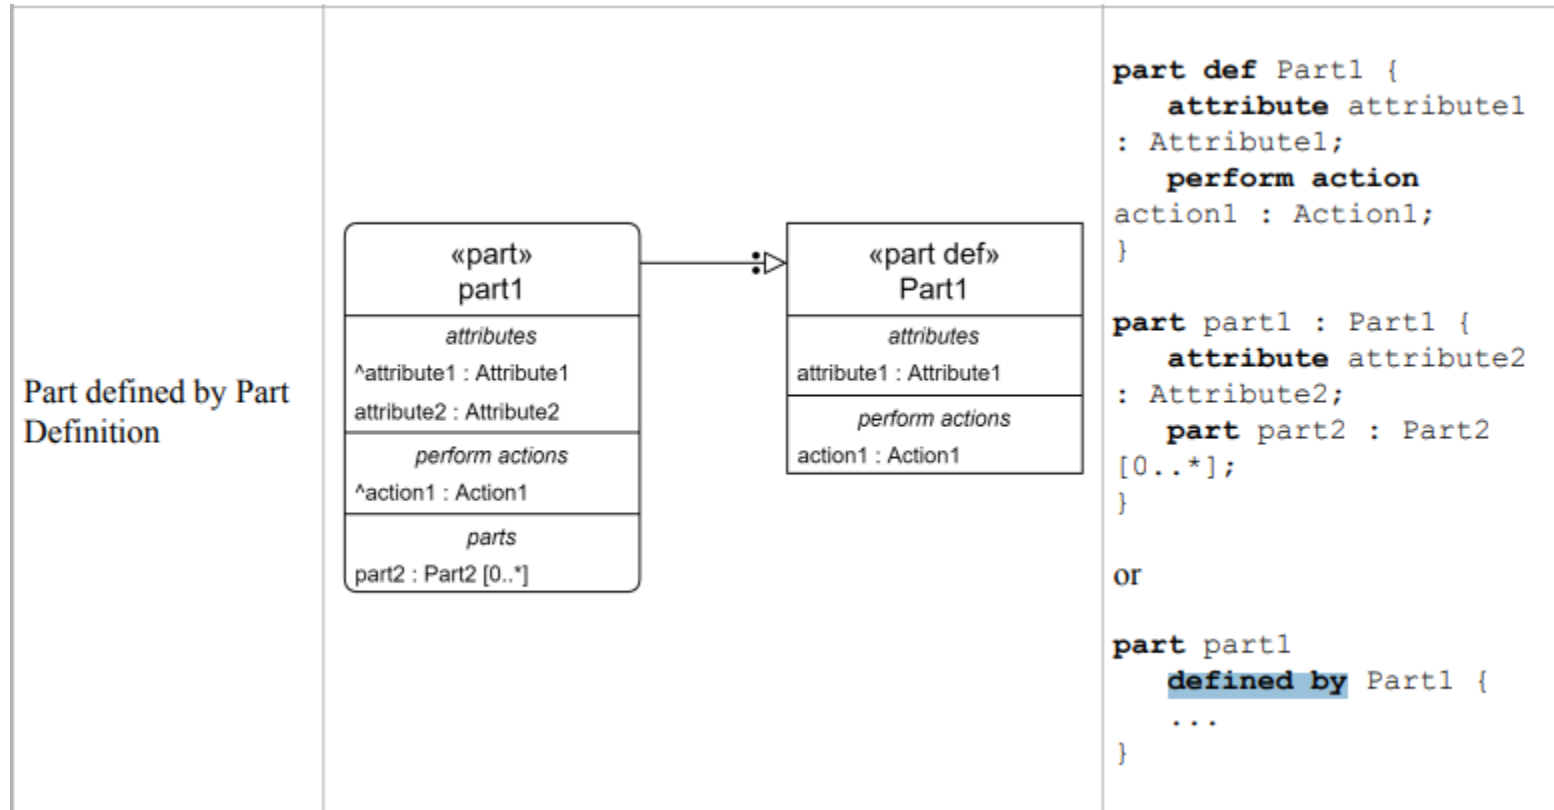 Part defined by Part
Definition
«part»
part1
attributes
^attribute1 : Attribute1
attribute2 : Attribute2
perform actions
^action1 : Action1
parts
part2 : Part2 [0..*]
«part def»
Part1
attributes
attribute1 : Attribute1
perform actions
action1 : Action1
part def Part1 {
attribute attribute1
: Attribute1;
perform action
action1 : Action1;
}
part part1 : Part1 {
attribute attribute2
: Attribute2;
part part2 : Part2
[0..*];
}
or
part part1
defined by Part1 {
...
}